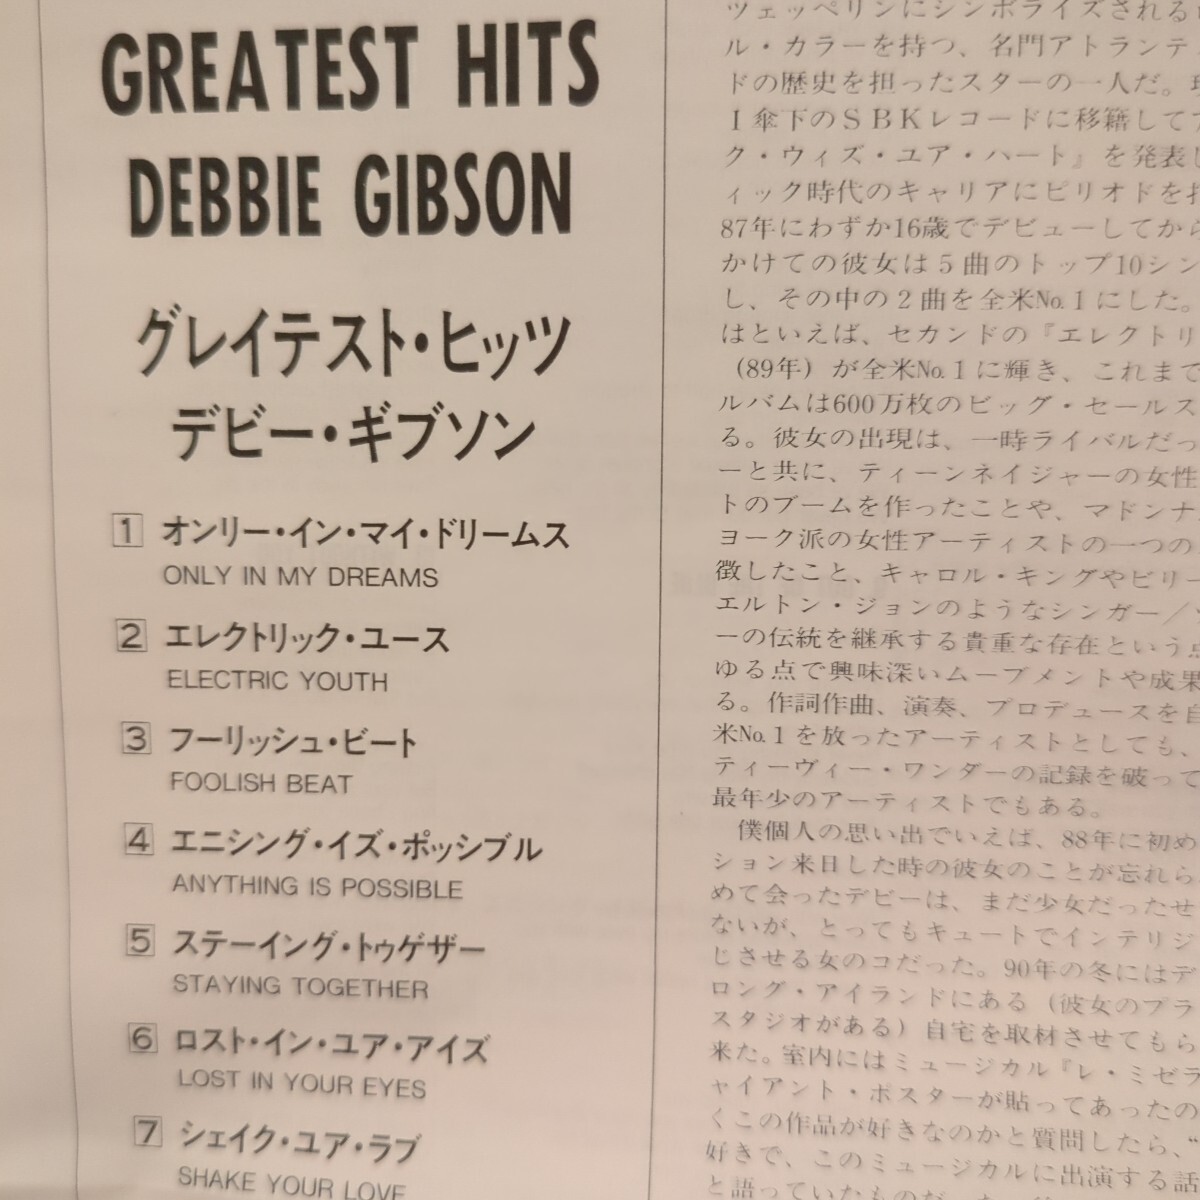 GREATEST HITS
DEBBIE GIBSON
グレイテスト・ヒッツ
デビー・ギブソン
1 オンリー・イン・マイ・ドリームス
ONLY IN MY DREAMS
2 エレクトリック・ユース
ELECTRIC YOUTH
3 フーリッシュ・ビート
FOOLISH BEAT
4 エニシング・イズ・ポッシブル
ANYTHING IS POSSIBLE
5 ステーイング・トゥゲザー
STAYING TOGETHER
6 ロスト・イン・ユア・アイズ
LOST IN YOUR EYES
7 シェイク・ユア・ラブ
SHAKE YOUR LOVE
ツェッペリンにシンボライズされる
ル・カラーを持つ、名門アトランテ
ドの歴史を担ったスターの一人だ。
I傘下のSBKレコードに移籍して
ク・ウィズ・ユア・ハート』を発表し
ィック時代のキャリアにピリオドを
87年にわずか16歳でデビューしてから
かけての彼女は5曲のトップ10シン
し、その中の2曲を全米No.1にした。
はといえば、セカンドの『エレクトリ
(89年)が全米No.1に輝き、これまで
ルバムは600万枚のビッグ・セールス
る。彼女の出現は、一時ライバルだっ
ーと共に、ティーンネイジャーの女性
トのブームを作ったことや、マドンナ
ヨーク派の女性アーティストの一つの
徴したこと、キャロル・キングやビリー
エルトン・ジョンのようなシンガー/
ーの伝統を継承する貴重な存在という点
ゆる点で興味深いムーブメントや成果
る。作詞作曲、演奏、プロデュースを自
米No.1を放ったアーティストとしても、
ティーヴィー・ワンダーの記録を破って
最年少のアーティストでもある。
僕個人の思い出でいえば、88年に初め
ション来日した時の彼女のことが忘れら
めて会ったデビーは、まだ少女だったせ
ないが、とってもキュートでインテリジ
じさせる女のコだった。90年の冬にはデ
ロング・アイランドにある(彼女のプラ
スタジオがある)自宅を取材させてもら
来た。室内にはミュージカル『レ・ミゼラ
ャイアント・ポスターが貼ってあったの
くこの作品が好きなのかと質問したら、“
好きで、このミュージカルに出演する話
と語っていたものだ